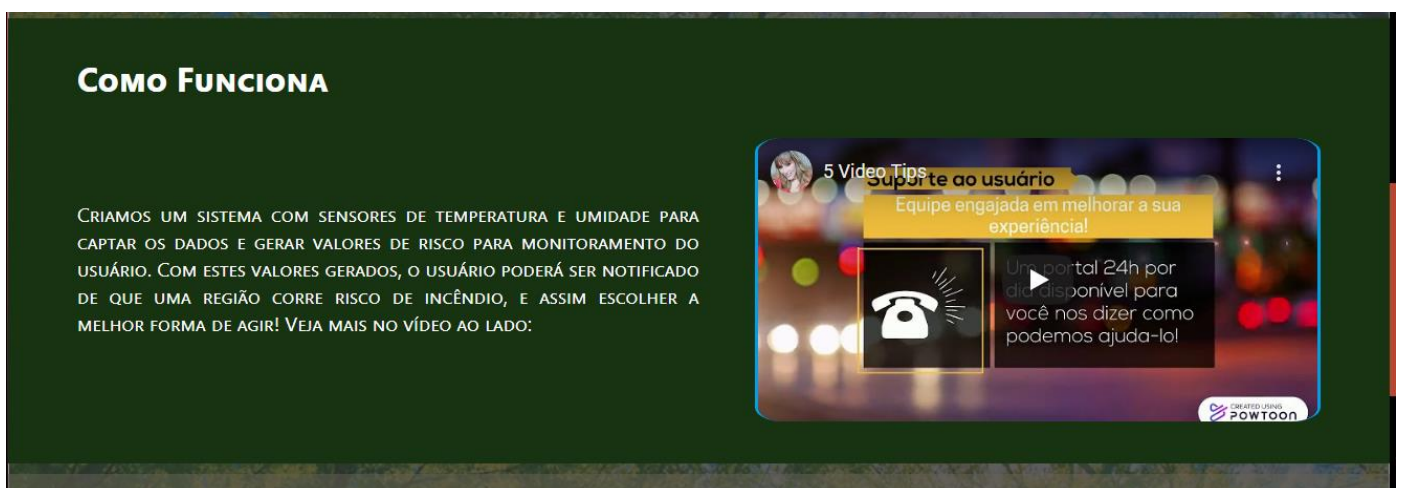 Como Funciona
Criamos um sistema com sensores de temperatura e umidade para
captar os dados e gerar valores de risco para monitoramento do
usuário. Com estes valores gerados, o usuário poderá ser notificado
de que uma região corre risco de incêndio, e assim escolher a
melhor forma de agir! Veja mais no vídeo ao lado:
5 Video Tips
Suporte ao usuário
Equipe engajada em melhorar a sua
experiência!
Um portal 24h por
dia disponível para
você nos dizer como
podemos ajuda-lo!
CREATED USING
POWTOON